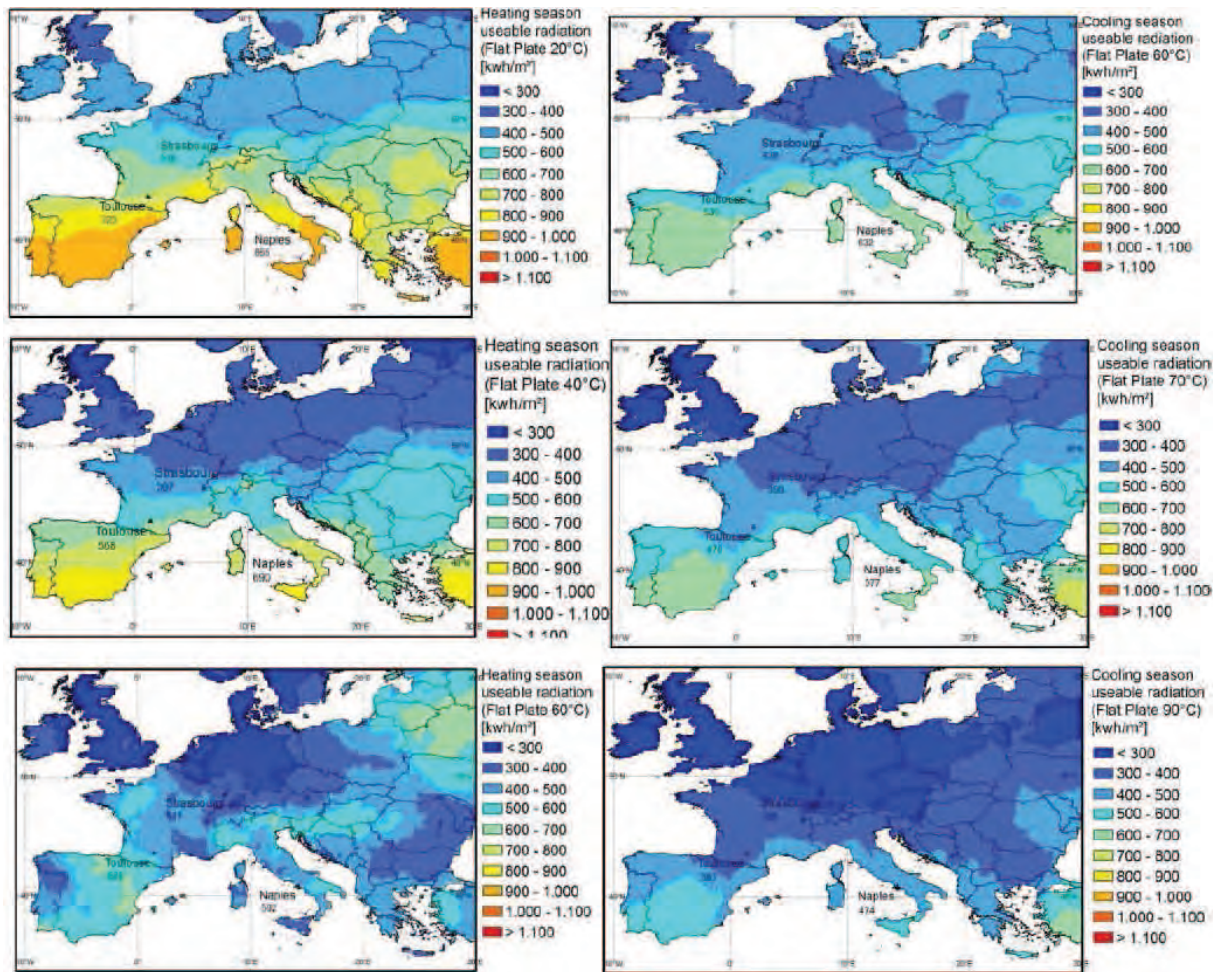 Heating season
useable radiation
(Flat Plate 20°C)
[kwh/m²]
< 300
300 - 400
400 - 500
500 - 600
600 - 700
700 - 800
800 - 900
900 - 1.000
1.000 - 1.100
> 1.100
Strasbourg
Toulouse
Naples
Cooling season
useable radiation
(Flat Plate 60°C)
[kwh/m²]
< 300
300 - 400
400 - 500
500 - 600
600 - 700
700 - 800
800 - 900
900 - 1.000
1.000 - 1.100
> 1.100
Strasbourg
Toulouse
Naples
632
Heating season
useable radiation
(Flat Plate 40°C)
[kwh/m²]
< 300
300 - 400
400 - 500
500 - 600
600 - 700
700 - 800
800 - 900
900 - 1.000
1.000 - 1.100
> 1.100
Strasbourg
Toulouse
568
Naples
690
Cooling season
useable radiation
(Flat Plate 70°C)
[kwh/m²]
< 300
300 - 400
400 - 500
500 - 600
600 - 700
700 - 800
800 - 900
900 - 1.000
1.000 - 1.100
> 1.100
Strasbourg
Toulouse
Naples
577
Heating season
useable radiation
(Flat Plate 60°C)
[kwh/m²]
< 300
300 - 400
400 - 500
500 - 600
600 - 700
700 - 800
800 - 900
900 - 1.000
1.000 - 1.100
> 1.100
Strasbourg
Toulouse
Naples
592
Cooling season
useable radiation
(Flat Plate 90°C)
[kwh/m²]
< 300
300 - 400
400 - 500
500 - 600
600 - 700
700 - 800
800 - 900
900 - 1.000
1.000 - 1.100
> 1.100
Strasbourg
Toulouse
Naples
474